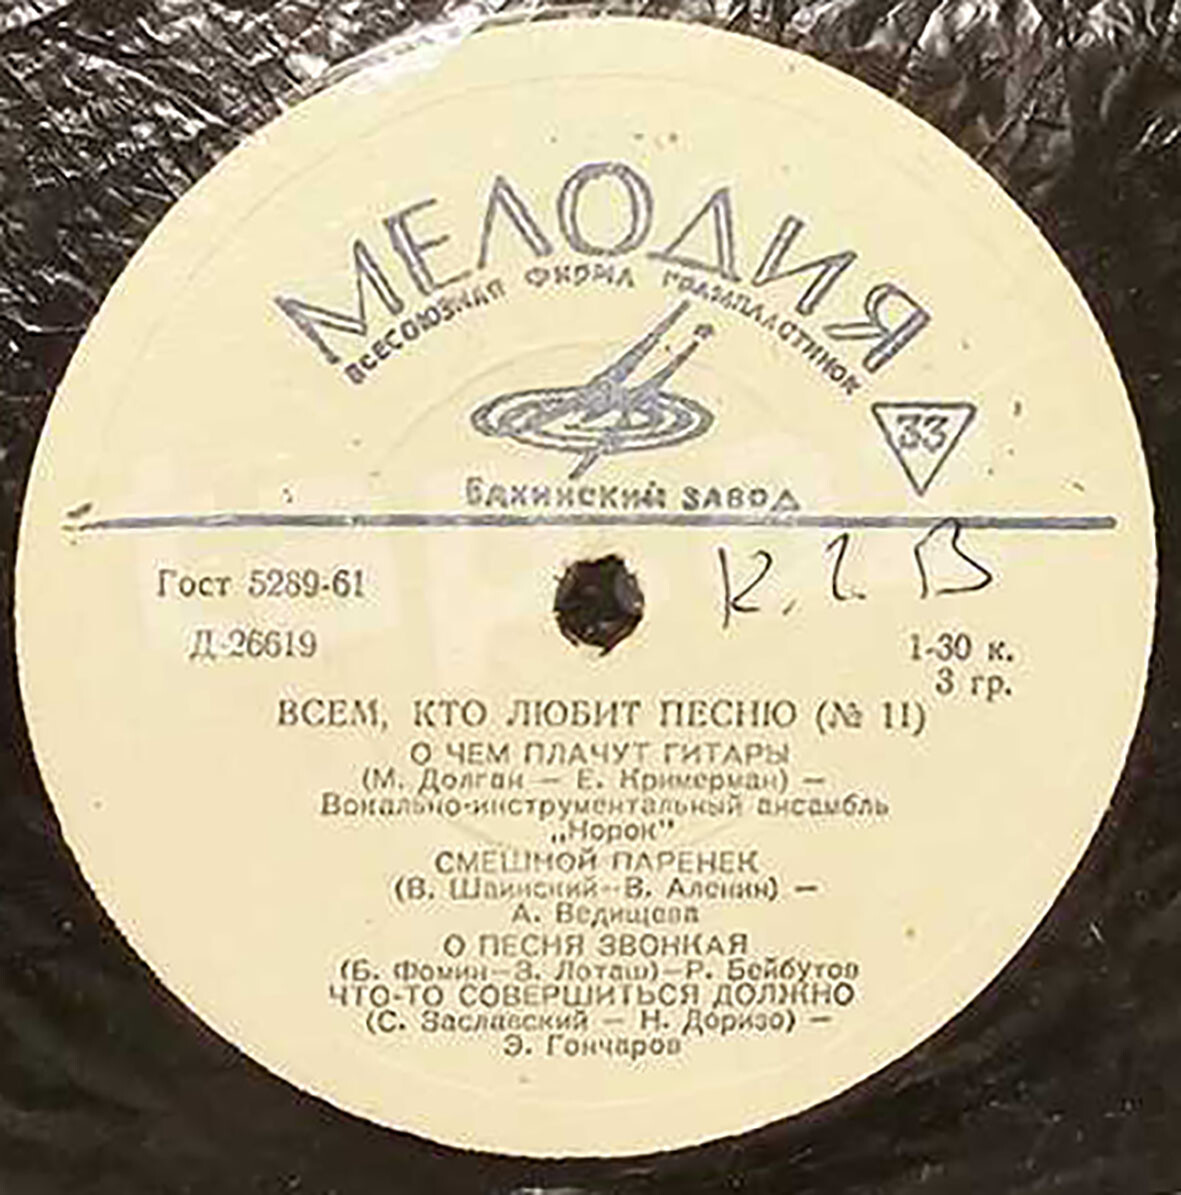 МЕЛОДИЯ
ВСЕСОЮЗНАЯ ФИРМА ГРАМПЛАСТИНОК
33
БАКИНСКИЙ ЗАВОД
Гост 5289-61
Д-26619
1-30 к.
3 гр.
ВСЕМ, КТО ЛЮБИТ ПЕСНЮ (№ 11)
О ЧЕМ ПЛАЧУТ ГИТАРЫ
(М. Долган — Е. Кримерман) —
Вокально-инструментальный ансамбль
„Норок"
СМЕШНОЙ ПАРЕНЕК
(В. Шаинский—В. Аленин) —
А. Ведищева
О ПЕСНЯ ЗВОНКАЯ
(Б. Фомин—З. Лоташ)—Р. Бейбутов
ЧТО-ТО СОВЕРШИТЬСЯ ДОЛЖНО
(С. Заславский — Н. Доризо) —
Э. Гончаров